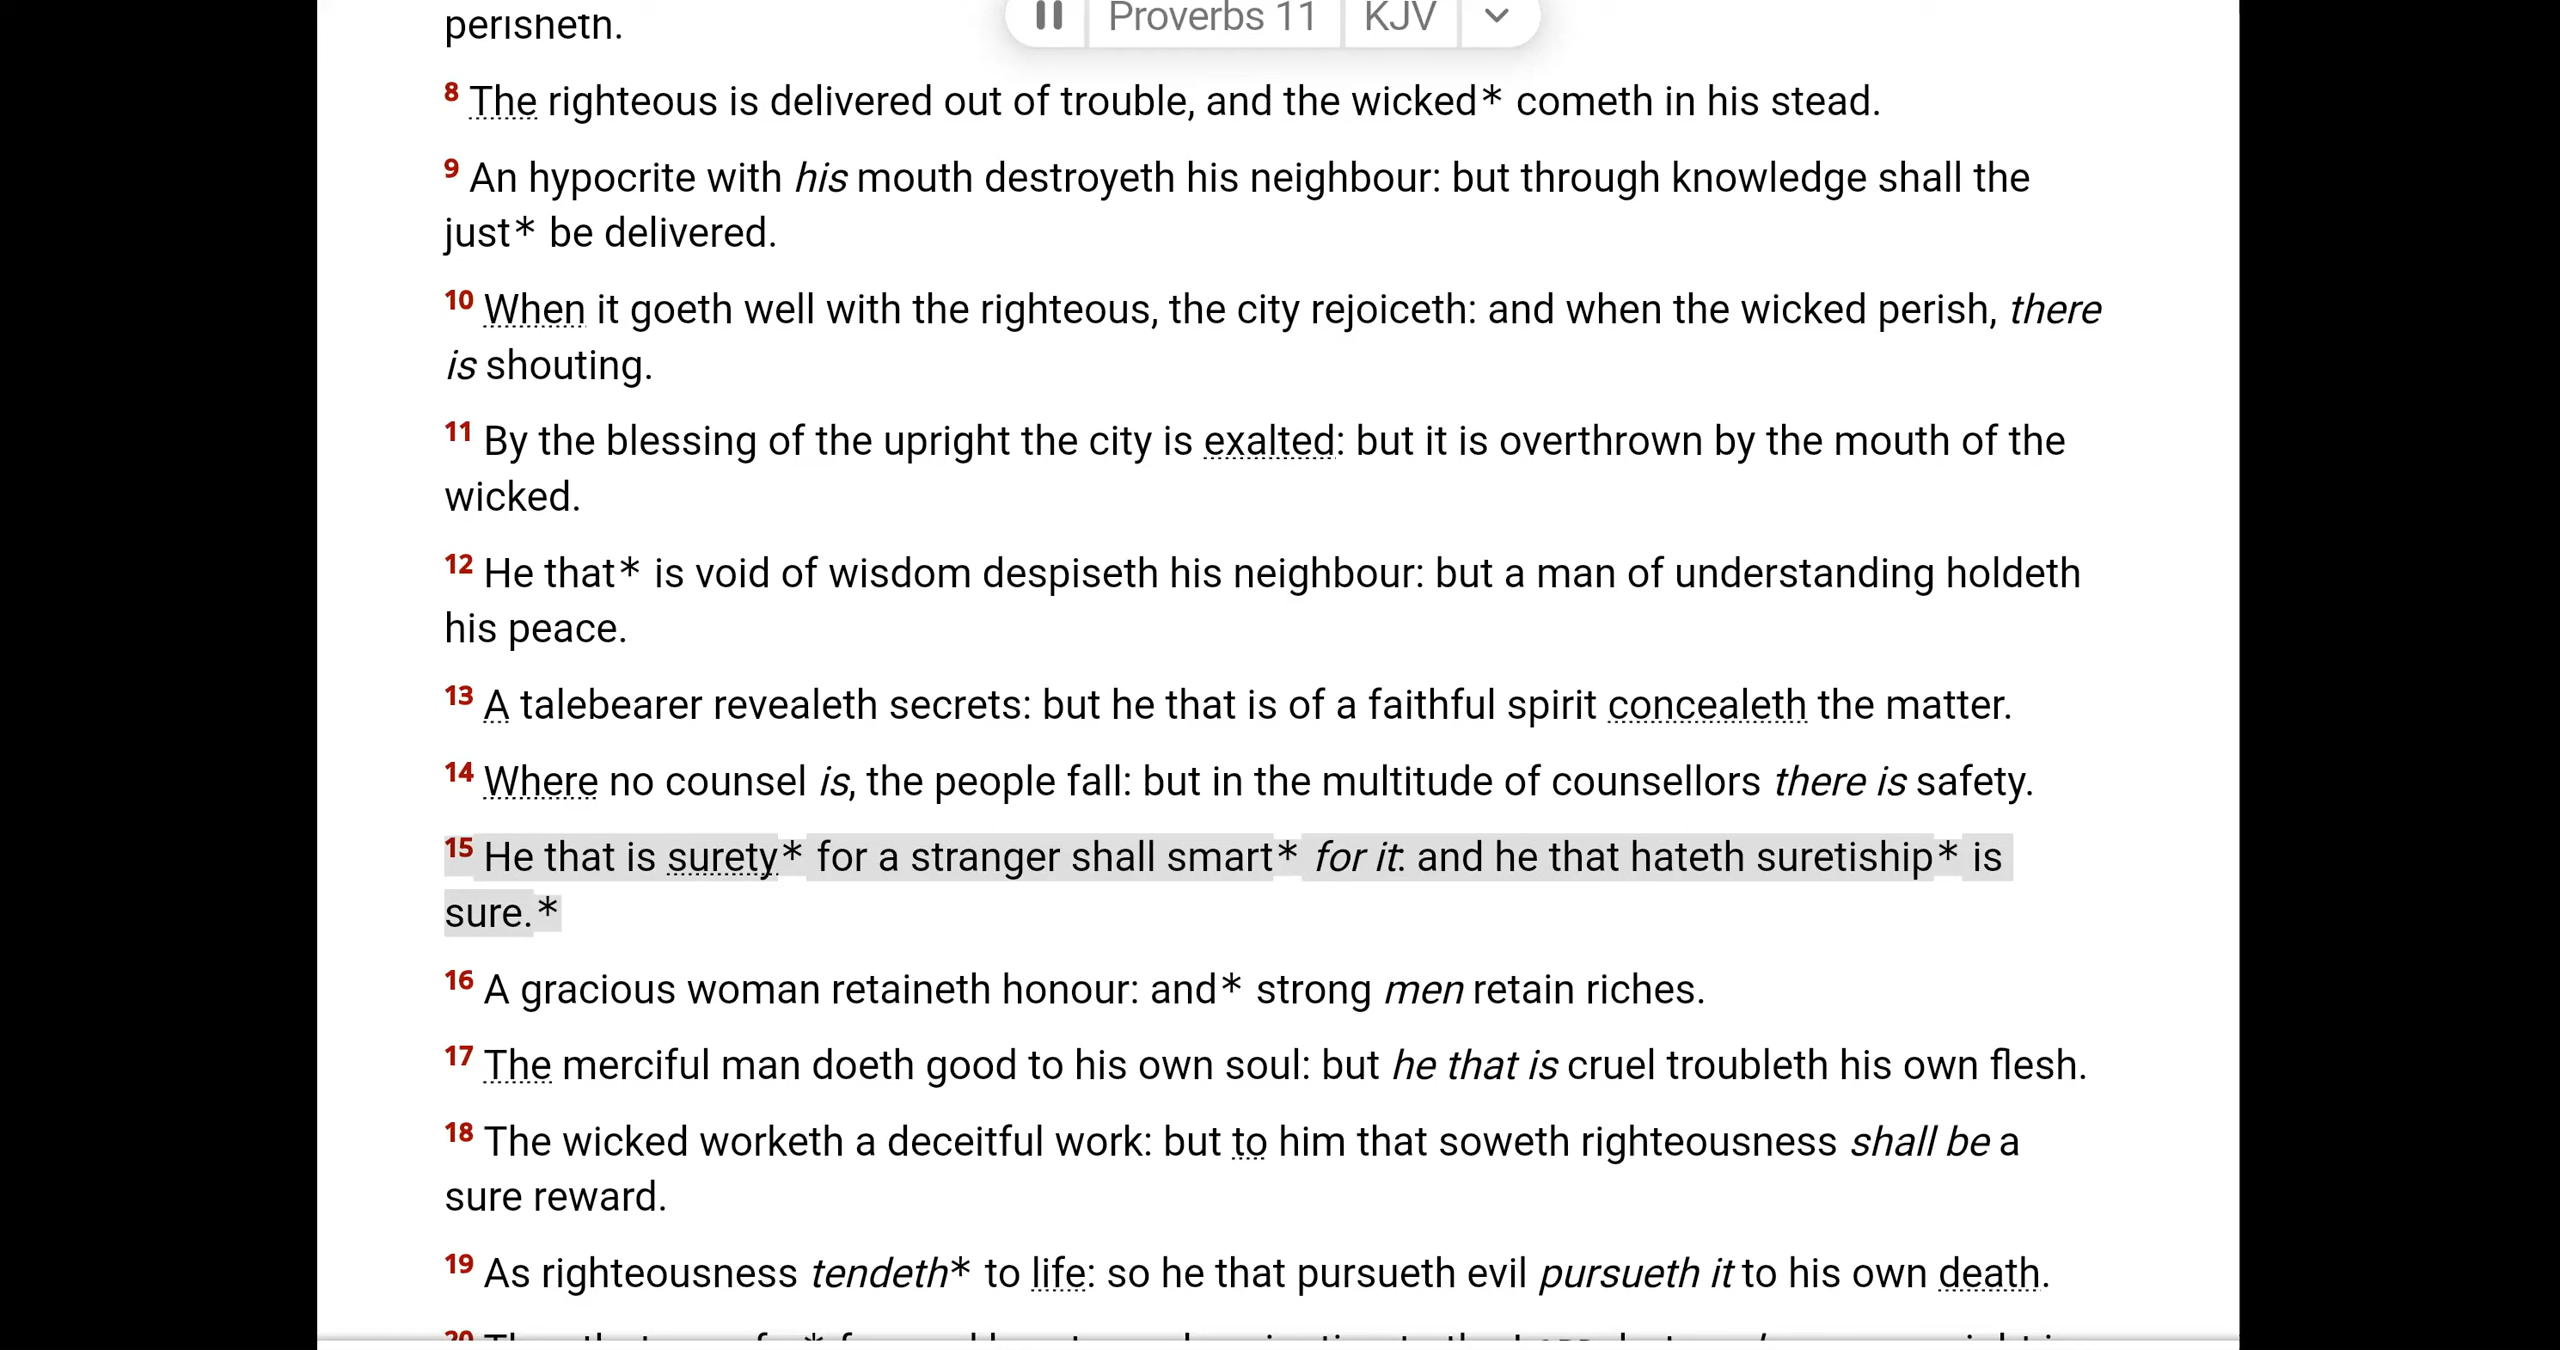 perisheth.
Proverbs 11 KJV
8 The righteous is delivered out of trouble, and the wicked* cometh in his stead.
9 An hypocrite with his mouth destroyeth his neighbour: but through knowledge shall the
just* be delivered.
10 When it goeth well with the righteous, the city rejoiceth: and when the wicked perish, there
is shouting.
11 By the blessing of the upright the city is exalted: but it is overthrown by the mouth of the
wicked.
12 He that* is void of wisdom despiseth his neighbour: but a man of understanding holdeth
his peace.
13 A talebearer revealeth secrets: but he that is of a faithful spirit concealeth the matter.
14 Where no counsel is, the people fall: but in the multitude of counsellors there is safety.
15 He that is surety* for a stranger shall smart* for it: and he that hateth suretiship* is
sure.*
16 A gracious woman retaineth honour: and* strong men retain riches.
17 The merciful man doeth good to his own soul: but he that is cruel troubleth his own flesh.
18 The wicked worketh a deceitful work: but to him that soweth righteousness shall be a
sure reward.
19 As righteousness tendeth* to life: so he that pursueth evil pursueth it to his own death.
20